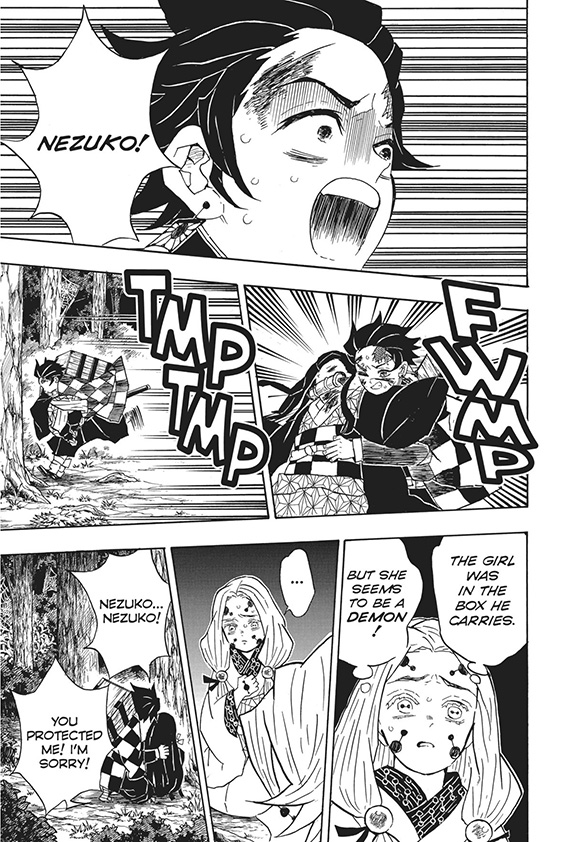 NEZUKO!
FWMP
TMP
TMP
THE GIRL
WAS
IN THE
BOX HE
CARRIES.
BUT SHE
SEEMS
TO BE A
DEMON
!
...
NEZUKO...
NEZUKO!
YOU
PROTECTED
ME! I'M
SORRY!